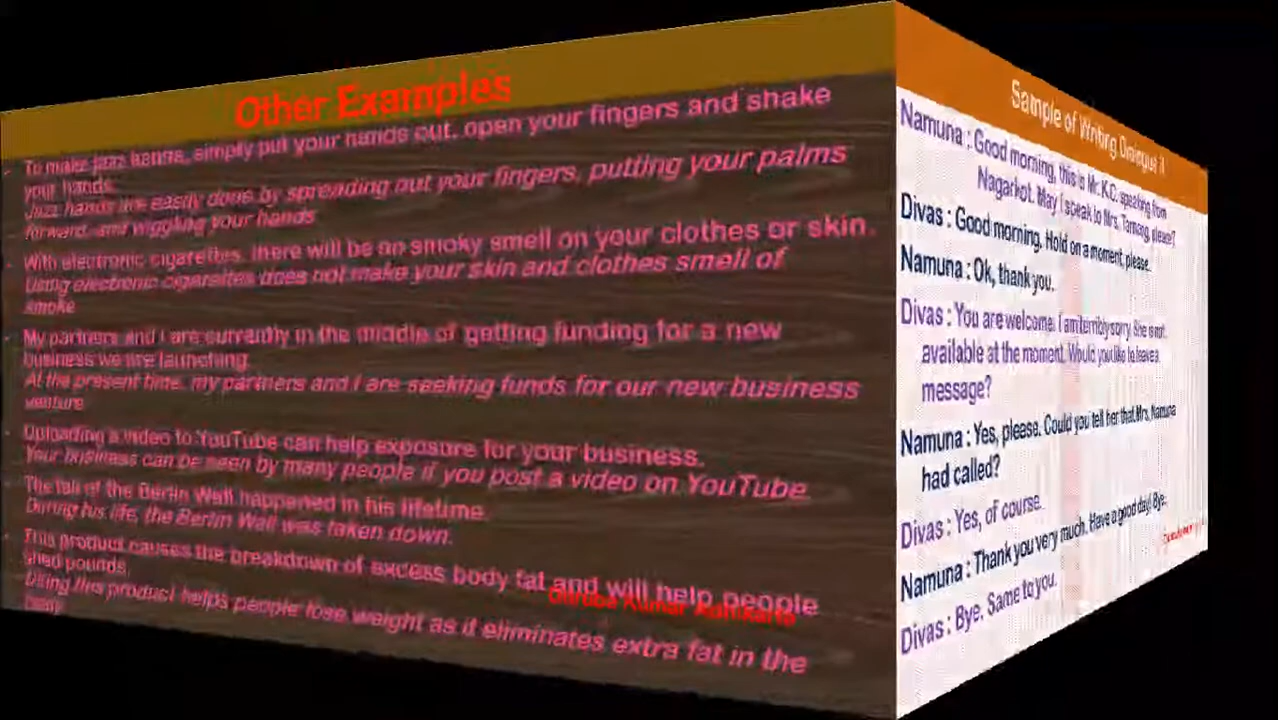 Other Examples
To make jazz hands, simply put your hands out, open your fingers and shake
your hands.
Jazz hands are easily done by spreading out your fingers, putting your palms
forward, and wiggling your hands
With electronic cigarettes, there will be no smoky smell on your clothes or skin.
Using electronic cigarettes does not make your skin and clothes smell of
smoke
My partners and I are currently in the middle of getting funding for a new
business we are launching.
At the present time, my partners and I are seeking funds for our new business
venture
Uploading a video to YouTube can help exposure for your business.
Your business can be seen by many people if you post a video on YouTube.
The fall of the Berlin Wall happened in his lifetime.
During his life, the Berlin Wall was taken down.
This product causes the breakdown of excess body fat and will help people
shed pounds.
Using this product helps people lose weight as it eliminates extra fat in the
body
Kumar
Sample of Writing Dialogue II
Namuna : Good morning, this is Mr. K.C. speaking from
Nagarkot. May I speak to Mrs. Tamang, please?
Divas : Good morning. Hold on a moment, please.
Namuna : Ok, thank you.
Divas : You are welcome. I am terribly sorry. She is not
available at the moment. Would you like to leave a
message?
Namuna : Yes, please. Could you tell her that Mrs. Namuna
had called?
Divas : Yes, of course.
Namuna : Thank you very much. Have a good day! Bye.
Divas : Bye. Same to you.